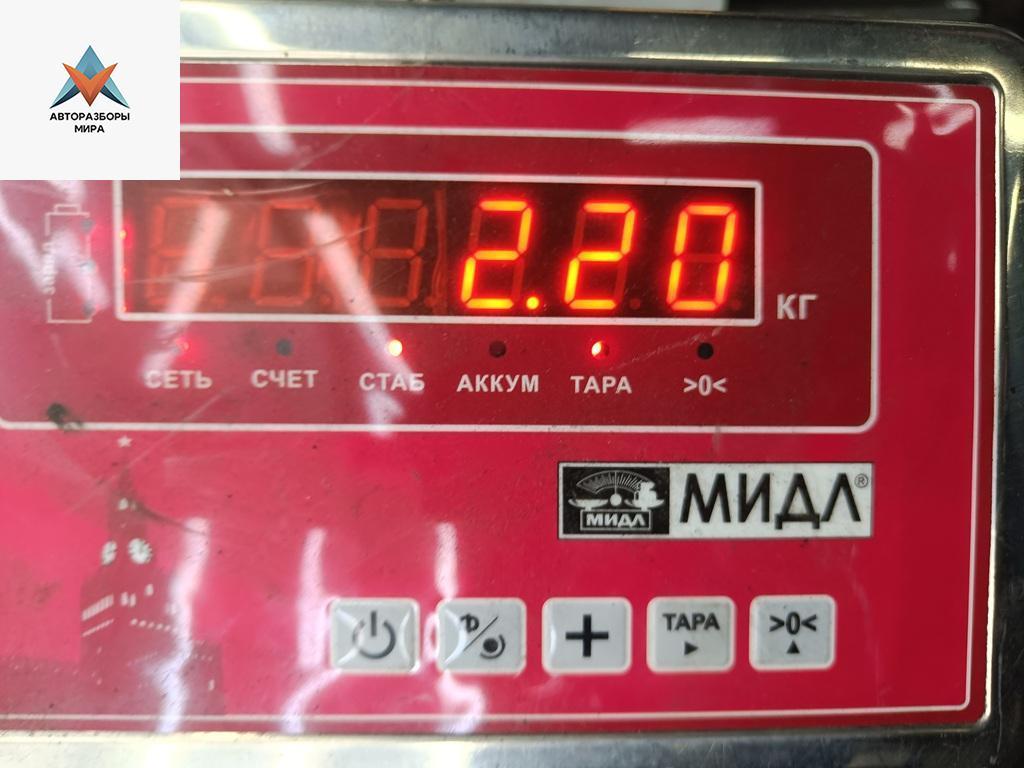 АВТОРАЗБОРЫ
МИРА
2.20
КГ
СЕТЬ СЧЕТ СТАБ АККУМ ТАРА >0<
МИДЛ МИДЛ®
Ф
ТАРА >0<